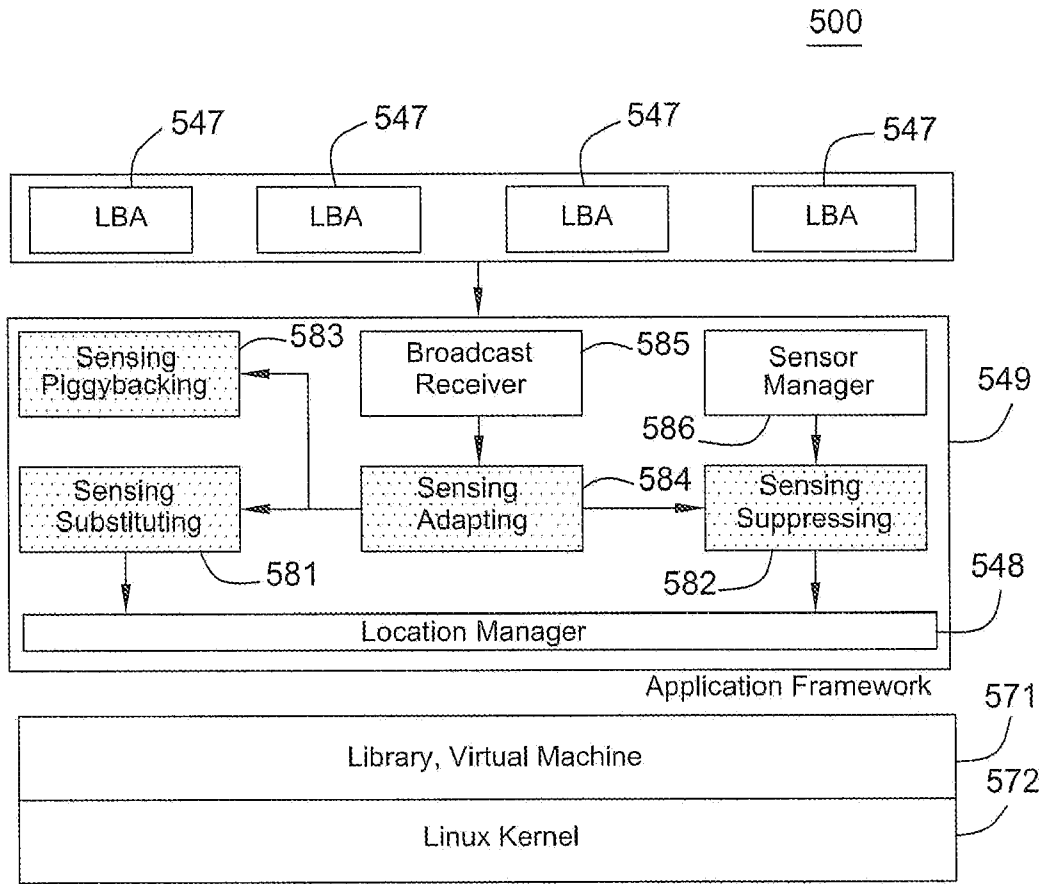 500
547 547 547 547
LBA LBA LBA LBA
Sensing
Piggybacking
583
Broadcast
Receiver
585
Sensor
Manager
586
549
Sensing
Substituting
581
Sensing
Adapting
584
Sensing
Suppressing
582
548
Location Manager
Application Framework
571
Library, Virtual Machine
572
Linux Kernel